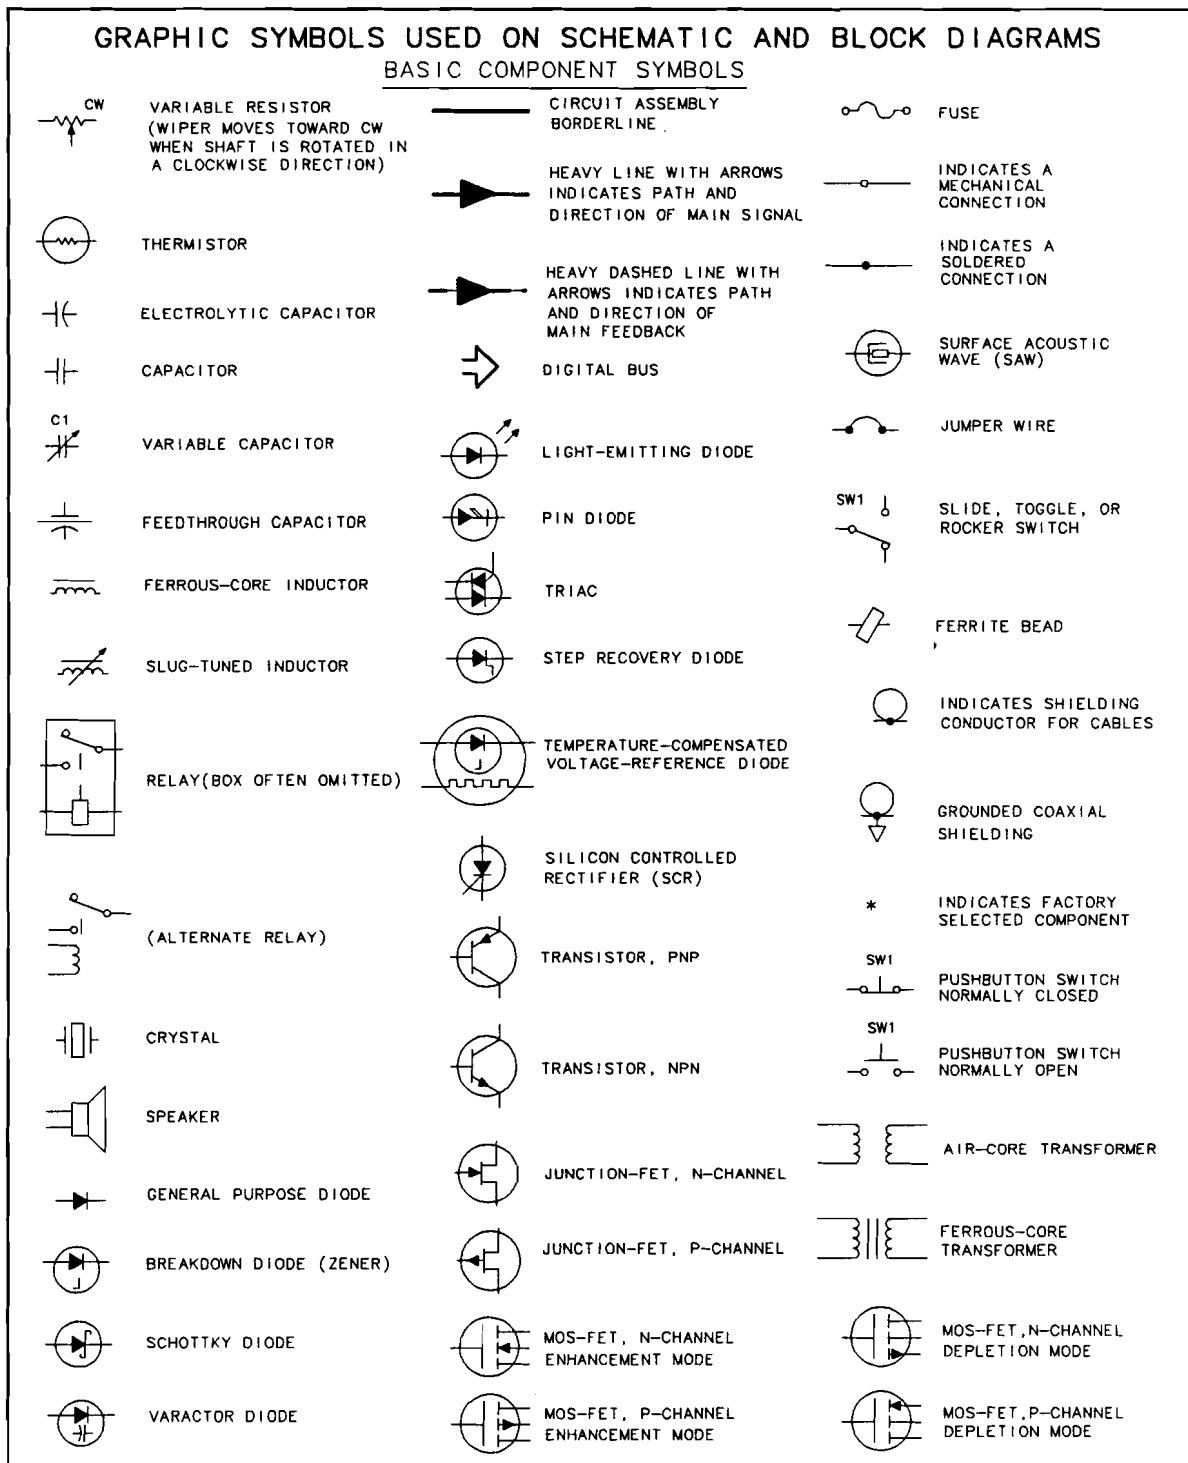 GRAPHIC SYMBOLS USED ON SCHEMATIC AND BLOCK DIAGRAMS
BASIC COMPONENT SYMBOLS
CW
VARIABLE RESISTOR
(WIPER MOVES TOWARD CW
WHEN SHAFT IS ROTATED IN
A CLOCKWISE DIRECTION)
THERMISTOR
ELECTROLYTIC CAPACITOR
CAPACITOR
C1
VARIABLE CAPACITOR
FEEDTHROUGH CAPACITOR
FERROUS-CORE INDUCTOR
SLUG-TUNED INDUCTOR
RELAY(BOX OFTEN OMITTED)
(ALTERNATE RELAY)
CRYSTAL
SPEAKER
GENERAL PURPOSE DIODE
BREAKDOWN DIODE (ZENER)
SCHOTTKY DIODE
VARACTOR DIODE
CIRCUIT ASSEMBLY
BORDERLINE
HEAVY LINE WITH ARROWS
INDICATES PATH AND
DIRECTION OF MAIN SIGNAL
HEAVY DASHED LINE WITH
ARROWS INDICATES PATH
AND DIRECTION OF
MAIN FEEDBACK
DIGITAL BUS
LIGHT-EMITTING DIODE
PIN DIODE
TRIAC
STEP RECOVERY DIODE
TEMPERATURE-COMPENSATED
VOLTAGE-REFERENCE DIODE
SILICON CONTROLLED
RECTIFIER (SCR)
TRANSISTOR, PNP
TRANSISTOR, NPN
JUNCTION-FET, N-CHANNEL
JUNCTION-FET, P-CHANNEL
MOS-FET, N-CHANNEL
ENHANCEMENT MODE
MOS-FET, P-CHANNEL
ENHANCEMENT MODE
FUSE
INDICATES A
MECHANICAL
CONNECTION
INDICATES A
SOLDERED
CONNECTION
SURFACE ACOUSTIC
WAVE (SAW)
JUMPER WIRE
SW1
SLIDE, TOGGLE, OR
ROCKER SWITCH
FERRITE BEAD
INDICATES SHIELDING
CONDUCTOR FOR CABLES
GROUNDED COAXIAL
SHIELDING
*
INDICATES FACTORY
SELECTED COMPONENT
SW1
PUSHBUTTON SWITCH
NORMALLY CLOSED
SW1
PUSHBUTTON SWITCH
NORMALLY OPEN
AIR-CORE TRANSFORMER
FERROUS-CORE
TRANSFORMER
MOS-FET,N-CHANNEL
DEPLETION MODE
MOS-FET,P-CHANNEL
DEPLETION MODE